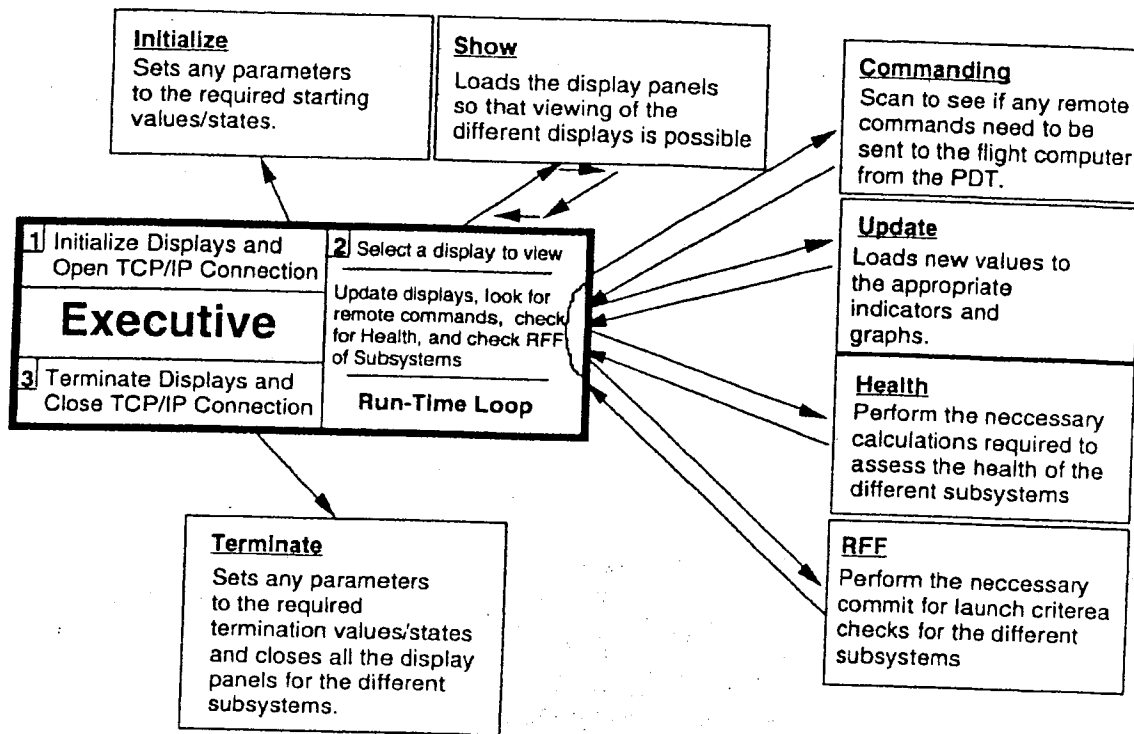 Initialize
Sets any parameters
to the required starting
values/states.
Show
Loads the display panels
so that viewing of the
different displays is possible
Commanding
Scan to see if any remote
commands need to be
sent to the flight computer
from the PDT.
1 Initialize Displays and
Open TCP/IP Connection
Executive
3 Terminate Displays and
Close TCP/IP Connection
2 Select a display to view
Update displays, look for
remote commands, check
for Health, and check RFF
of Subsystems
Run-Time Loop
Update
Loads new values to
the appropriate
indicators and
graphs.
Health
Perform the neccessary
calculations required to
assess the health of the
different subsystems
RFF
Perform the neccessary
commit for launch criterea
checks for the different
subsystems
Terminate
Sets any parameters
to the required
termination values/states
and closes all the display
panels for the different
subsystems.